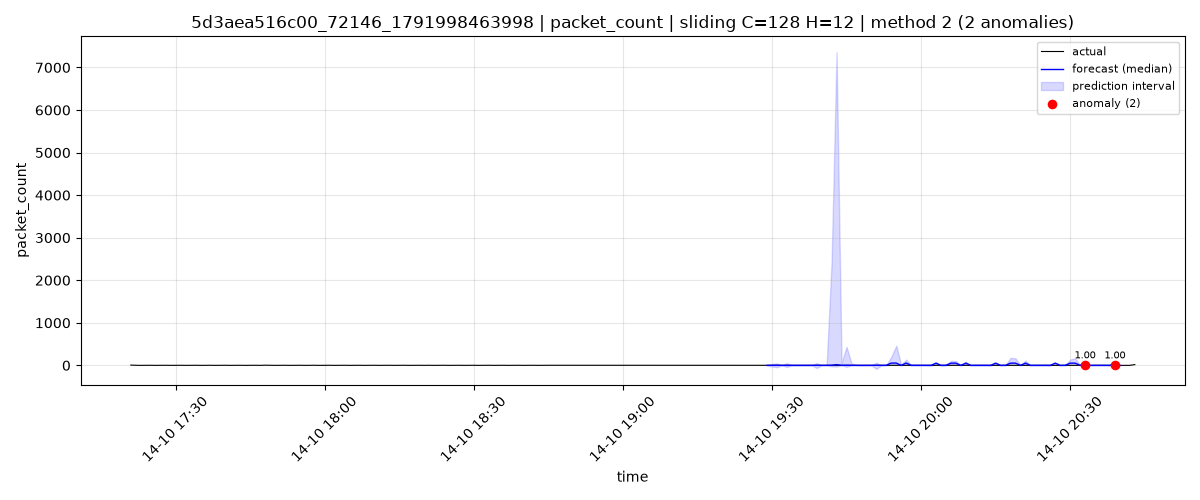 5d3aea516c00_72146_1791998463998 | packet_count | sliding C=128 H=12 | method 2 (2 anomalies)
actual
forecast (median)
prediction interval
anomaly (2)
packet_count
7000
6000
5000
4000
3000
2000
1000
0
1.00 1.00
14-10 17:30
14-10 18:00
14-10 18:30
14-10 19:00
14-10 19:30
14-10 20:00
14-10 20:30
time